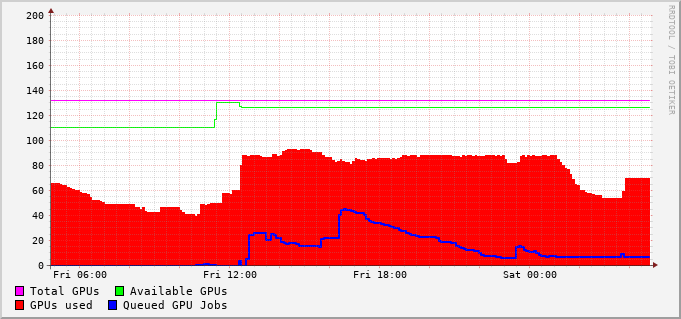 RRDTOOL / TOBI OETIKER
200
180
160
140
120
100
80
60
40
20
0
Fri 06:00 Fri 12:00 Fri 18:00 Sat 00:00
Total GPUs Available GPUs
GPUs used Queued GPU Jobs